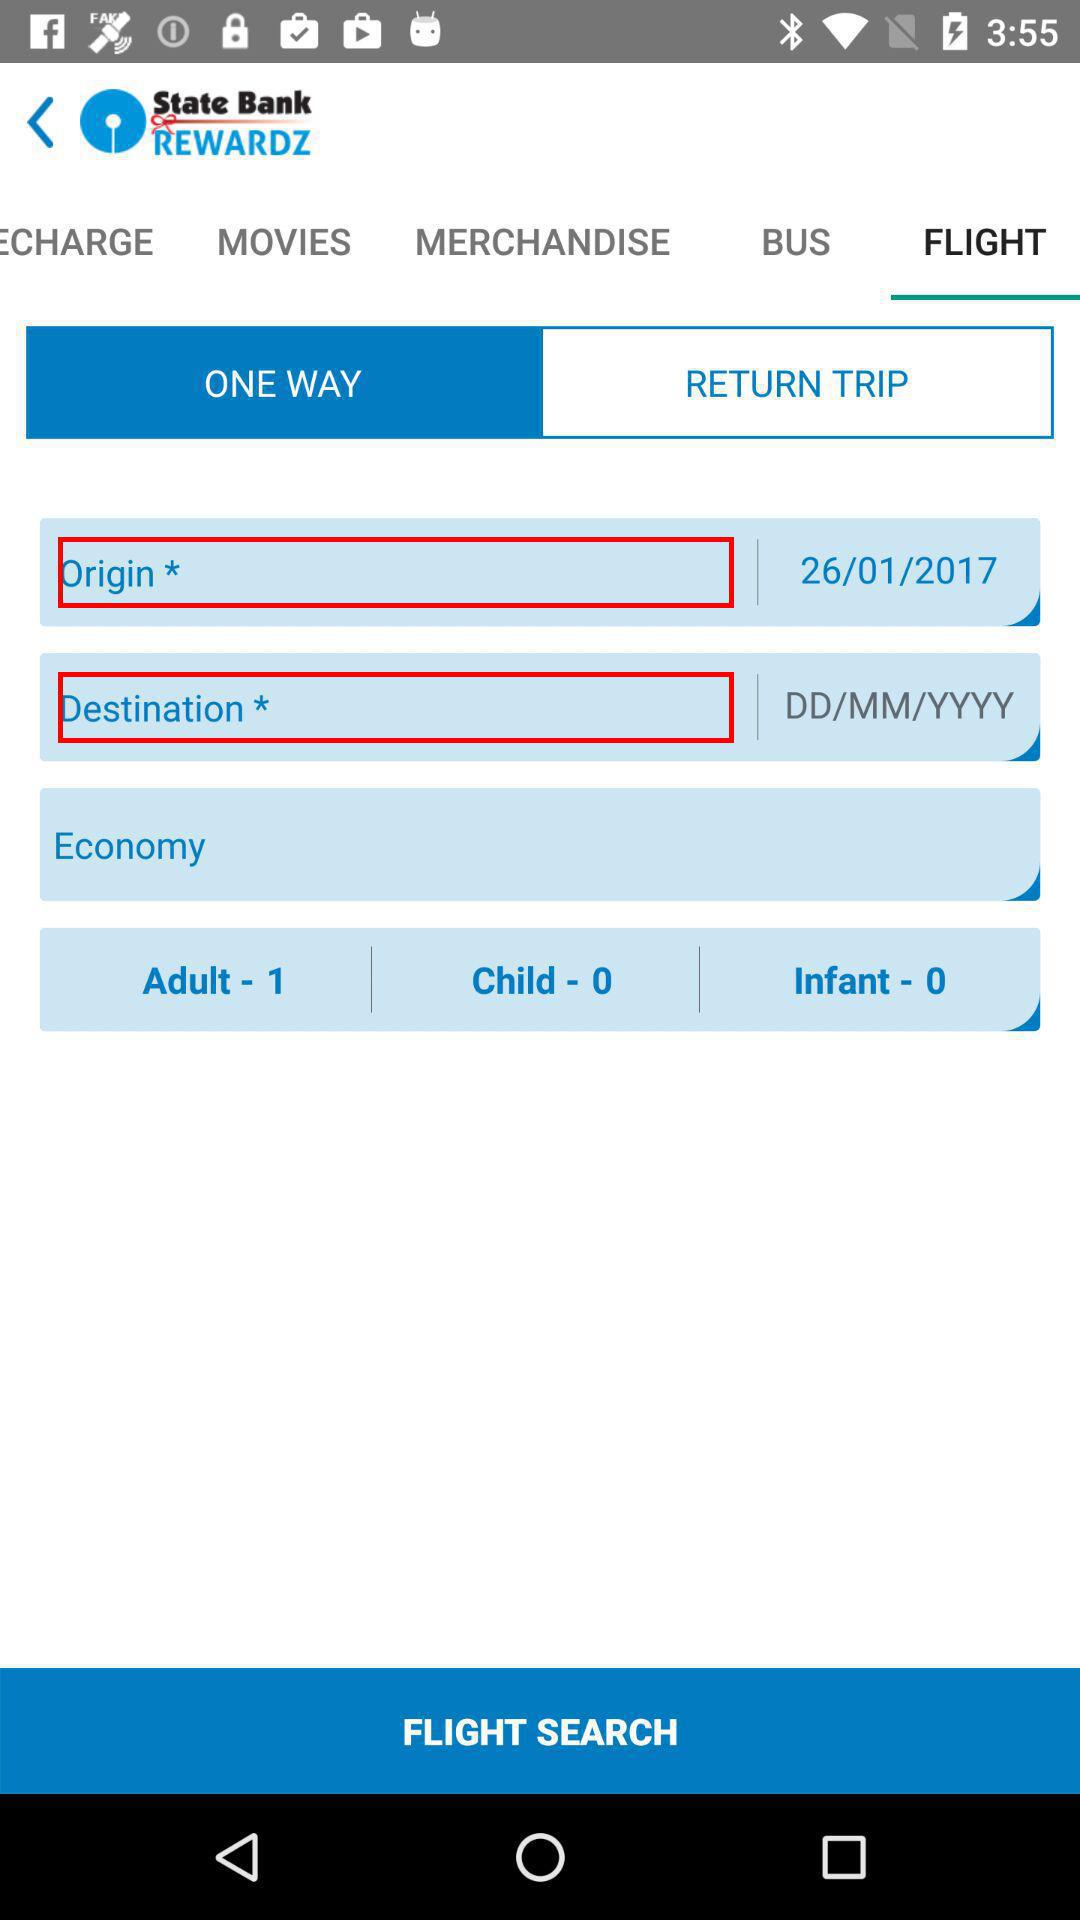 FAKE
3:55
State Bank
REWARDZ
ECHARGE MOVIES MERCHANDISE BUS FLIGHT
ONE WAY RETURN TRIP
Origin * 26/01/2017
Destination * DD/MM/YYYY
Economy
Adult - 1 Child - 0 Infant - 0
FLIGHT SEARCH